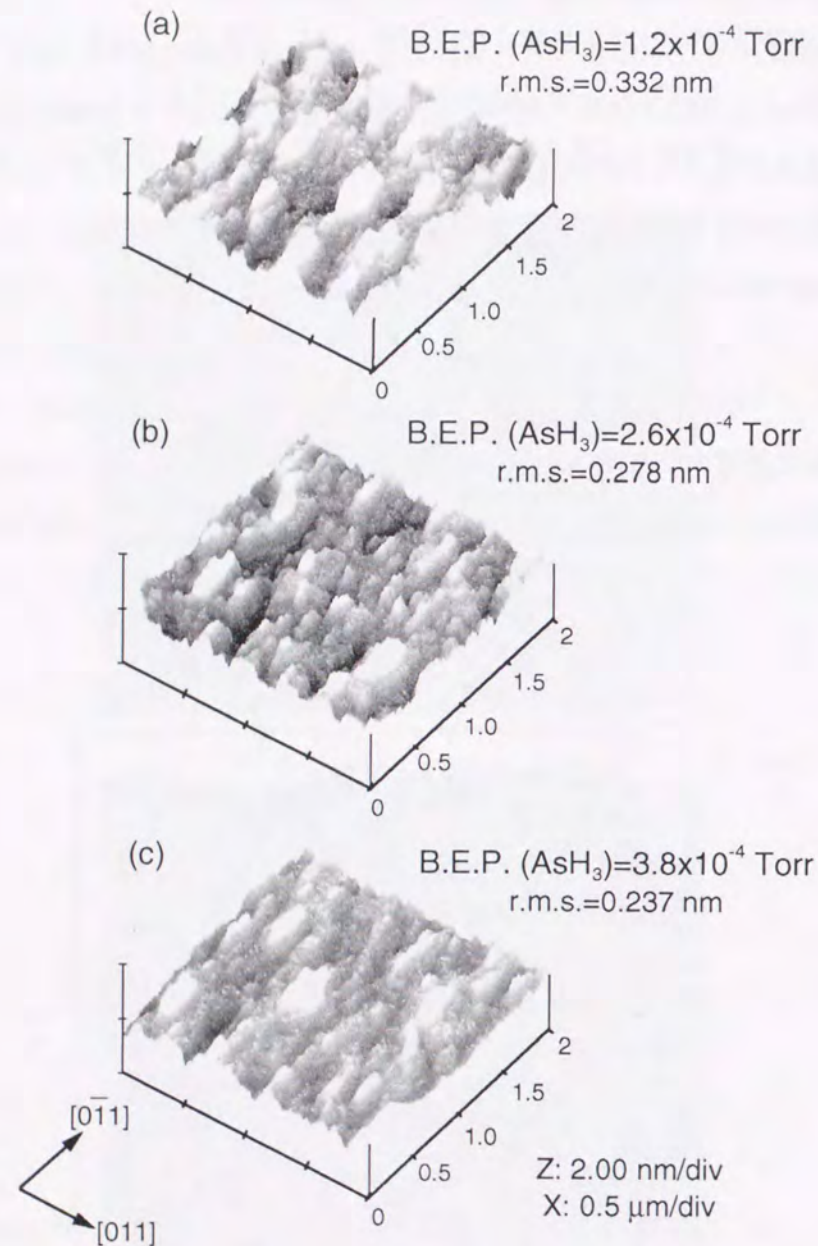 (a)
B.E.P. (AsH₃)=1.2x10⁻⁴ Torr
r.m.s.=0.332 nm
2
1.5
1.0
0.5
0
(b)
B.E.P. (AsH₃)=2.6x10⁻⁴ Torr
r.m.s.=0.278 nm
2
1.5
1.0
0.5
0
(c)
B.E.P. (AsH₃)=3.8x10⁻⁴ Torr
r.m.s.=0.237 nm
2
1.5
1.0
0.5
0
[01̅1]
[011]
Z: 2.00 nm/div
X: 0.5 μm/div